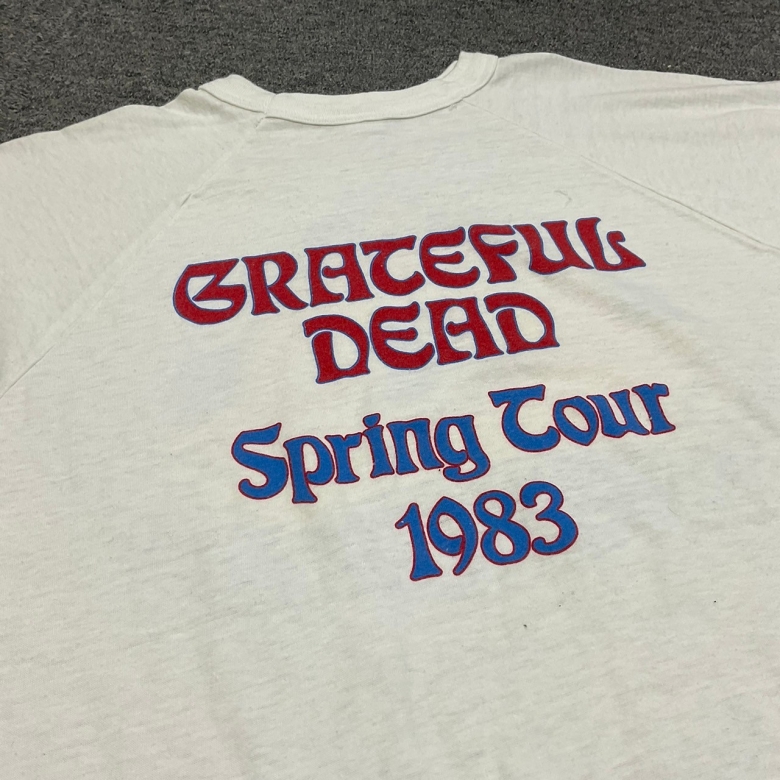 GRATEFUL
DEAD
Spring Tour
1983